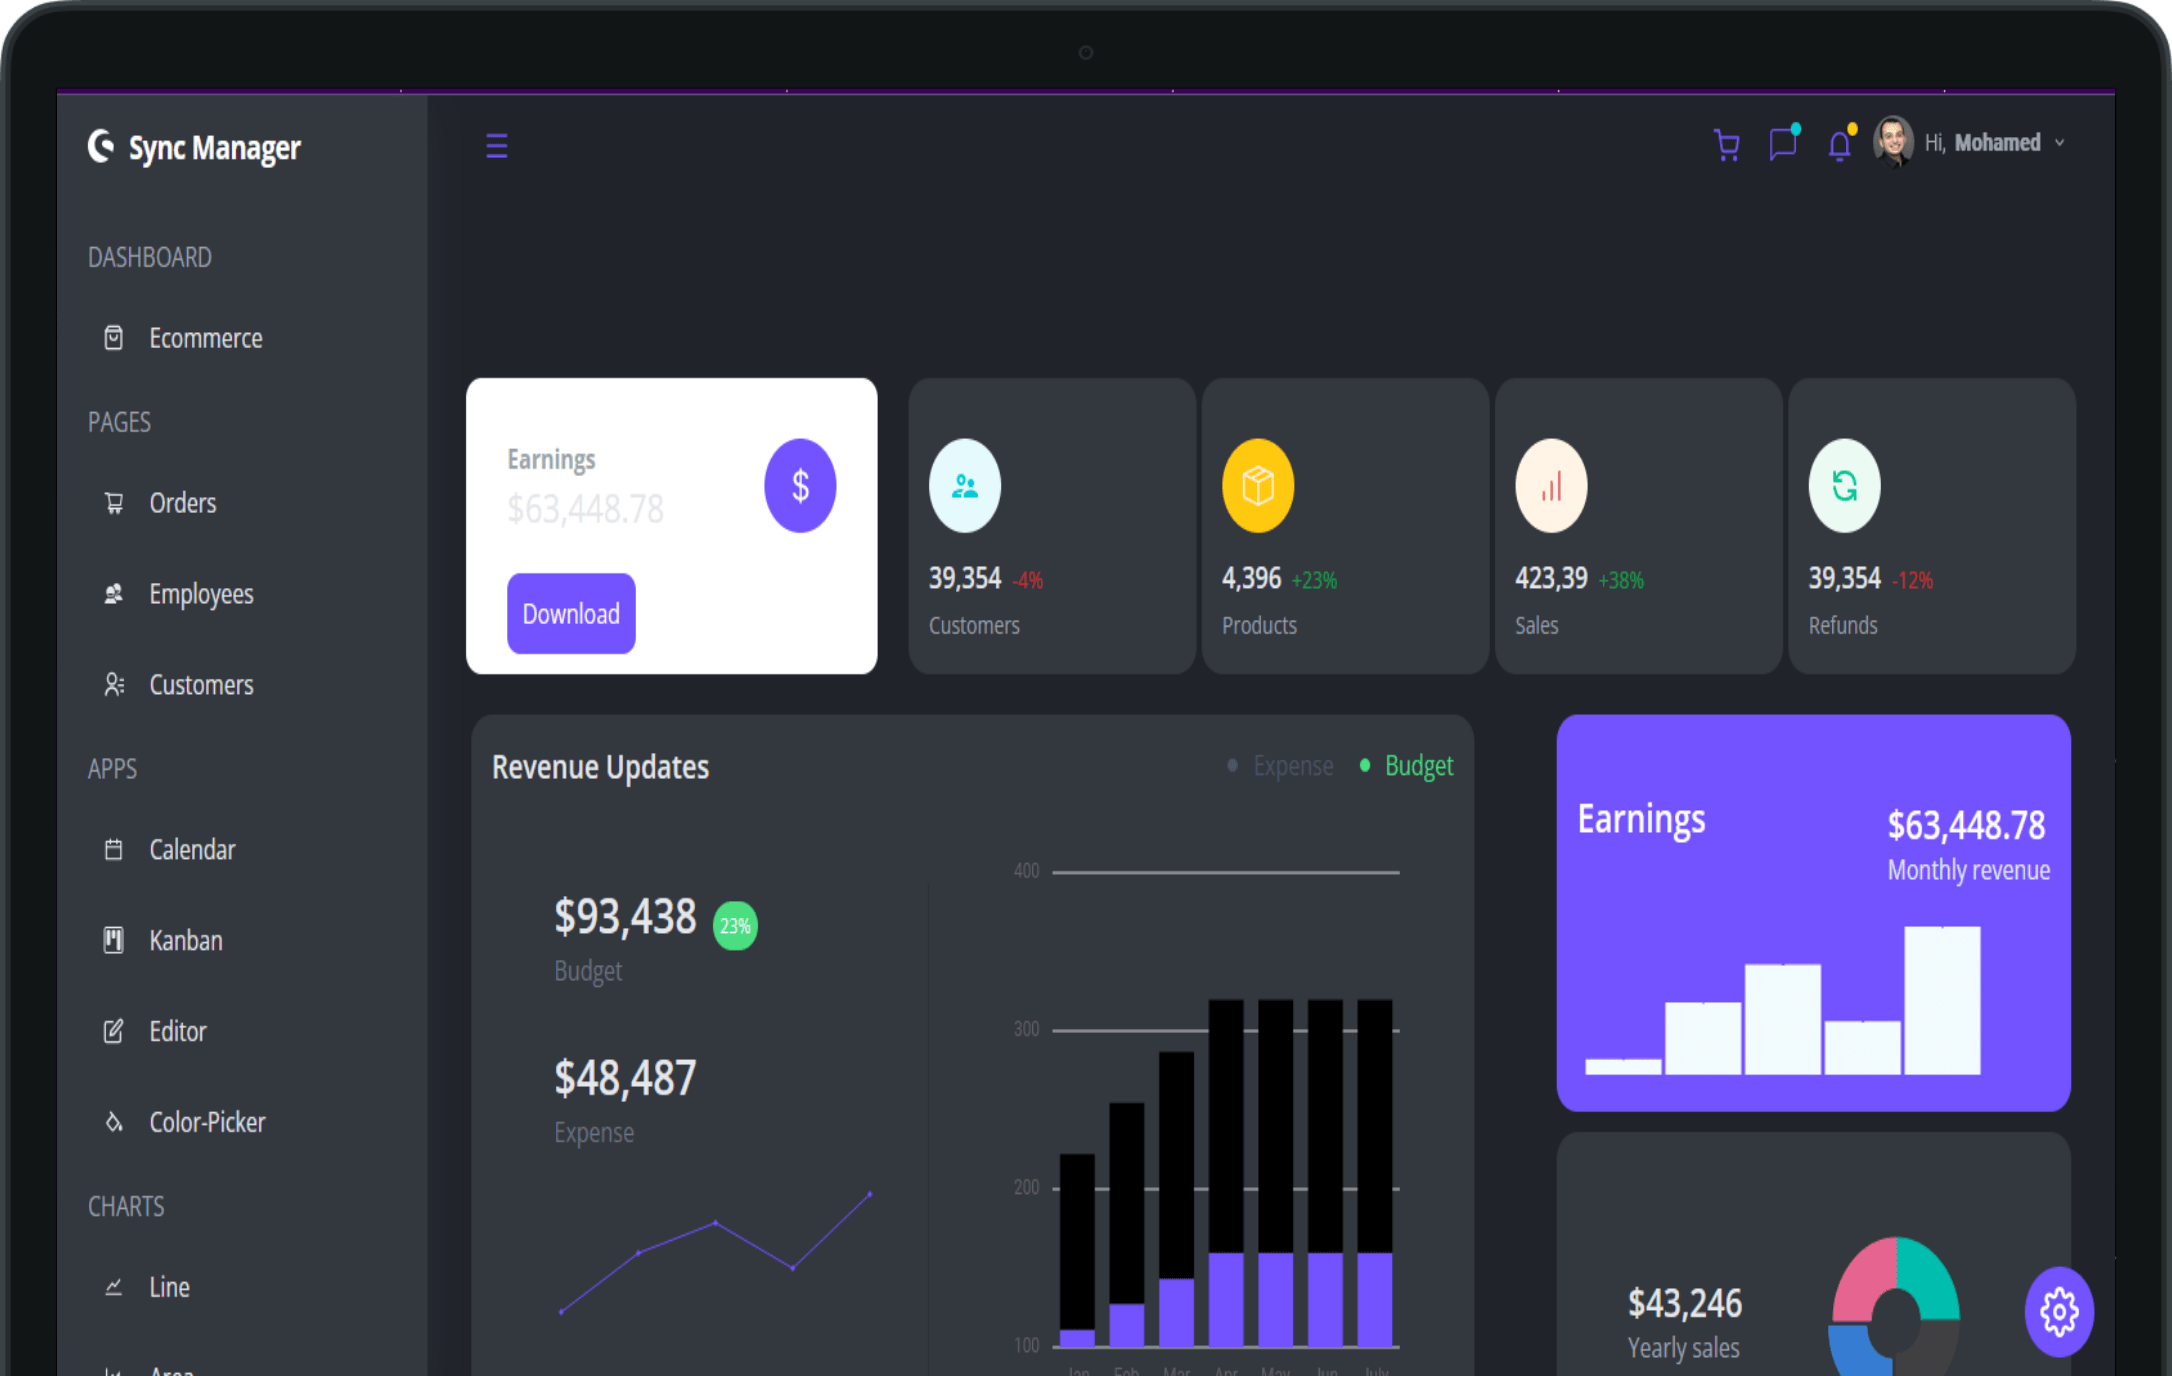 Sync Manager
Hi, Mohamed
DASHBOARD
Ecommerce
PAGES
Orders
Employees
Customers
APPS
Calendar
Kanban
Editor
Color-Picker
CHARTS
Line
Area
Earnings
$63,448.78
$
Download
39,354 -4%
Customers
4,396 +23%
Products
423,39 +38%
Sales
39,354 -12%
Refunds
Revenue Updates
Expense
Budget
$93,438 23%
Budget
$48,487
Expense
400
300
200
100
Jan Feb Mar Apr May Jun July
Earnings
$63,448.78
Monthly revenue
$43,246
Yearly sales